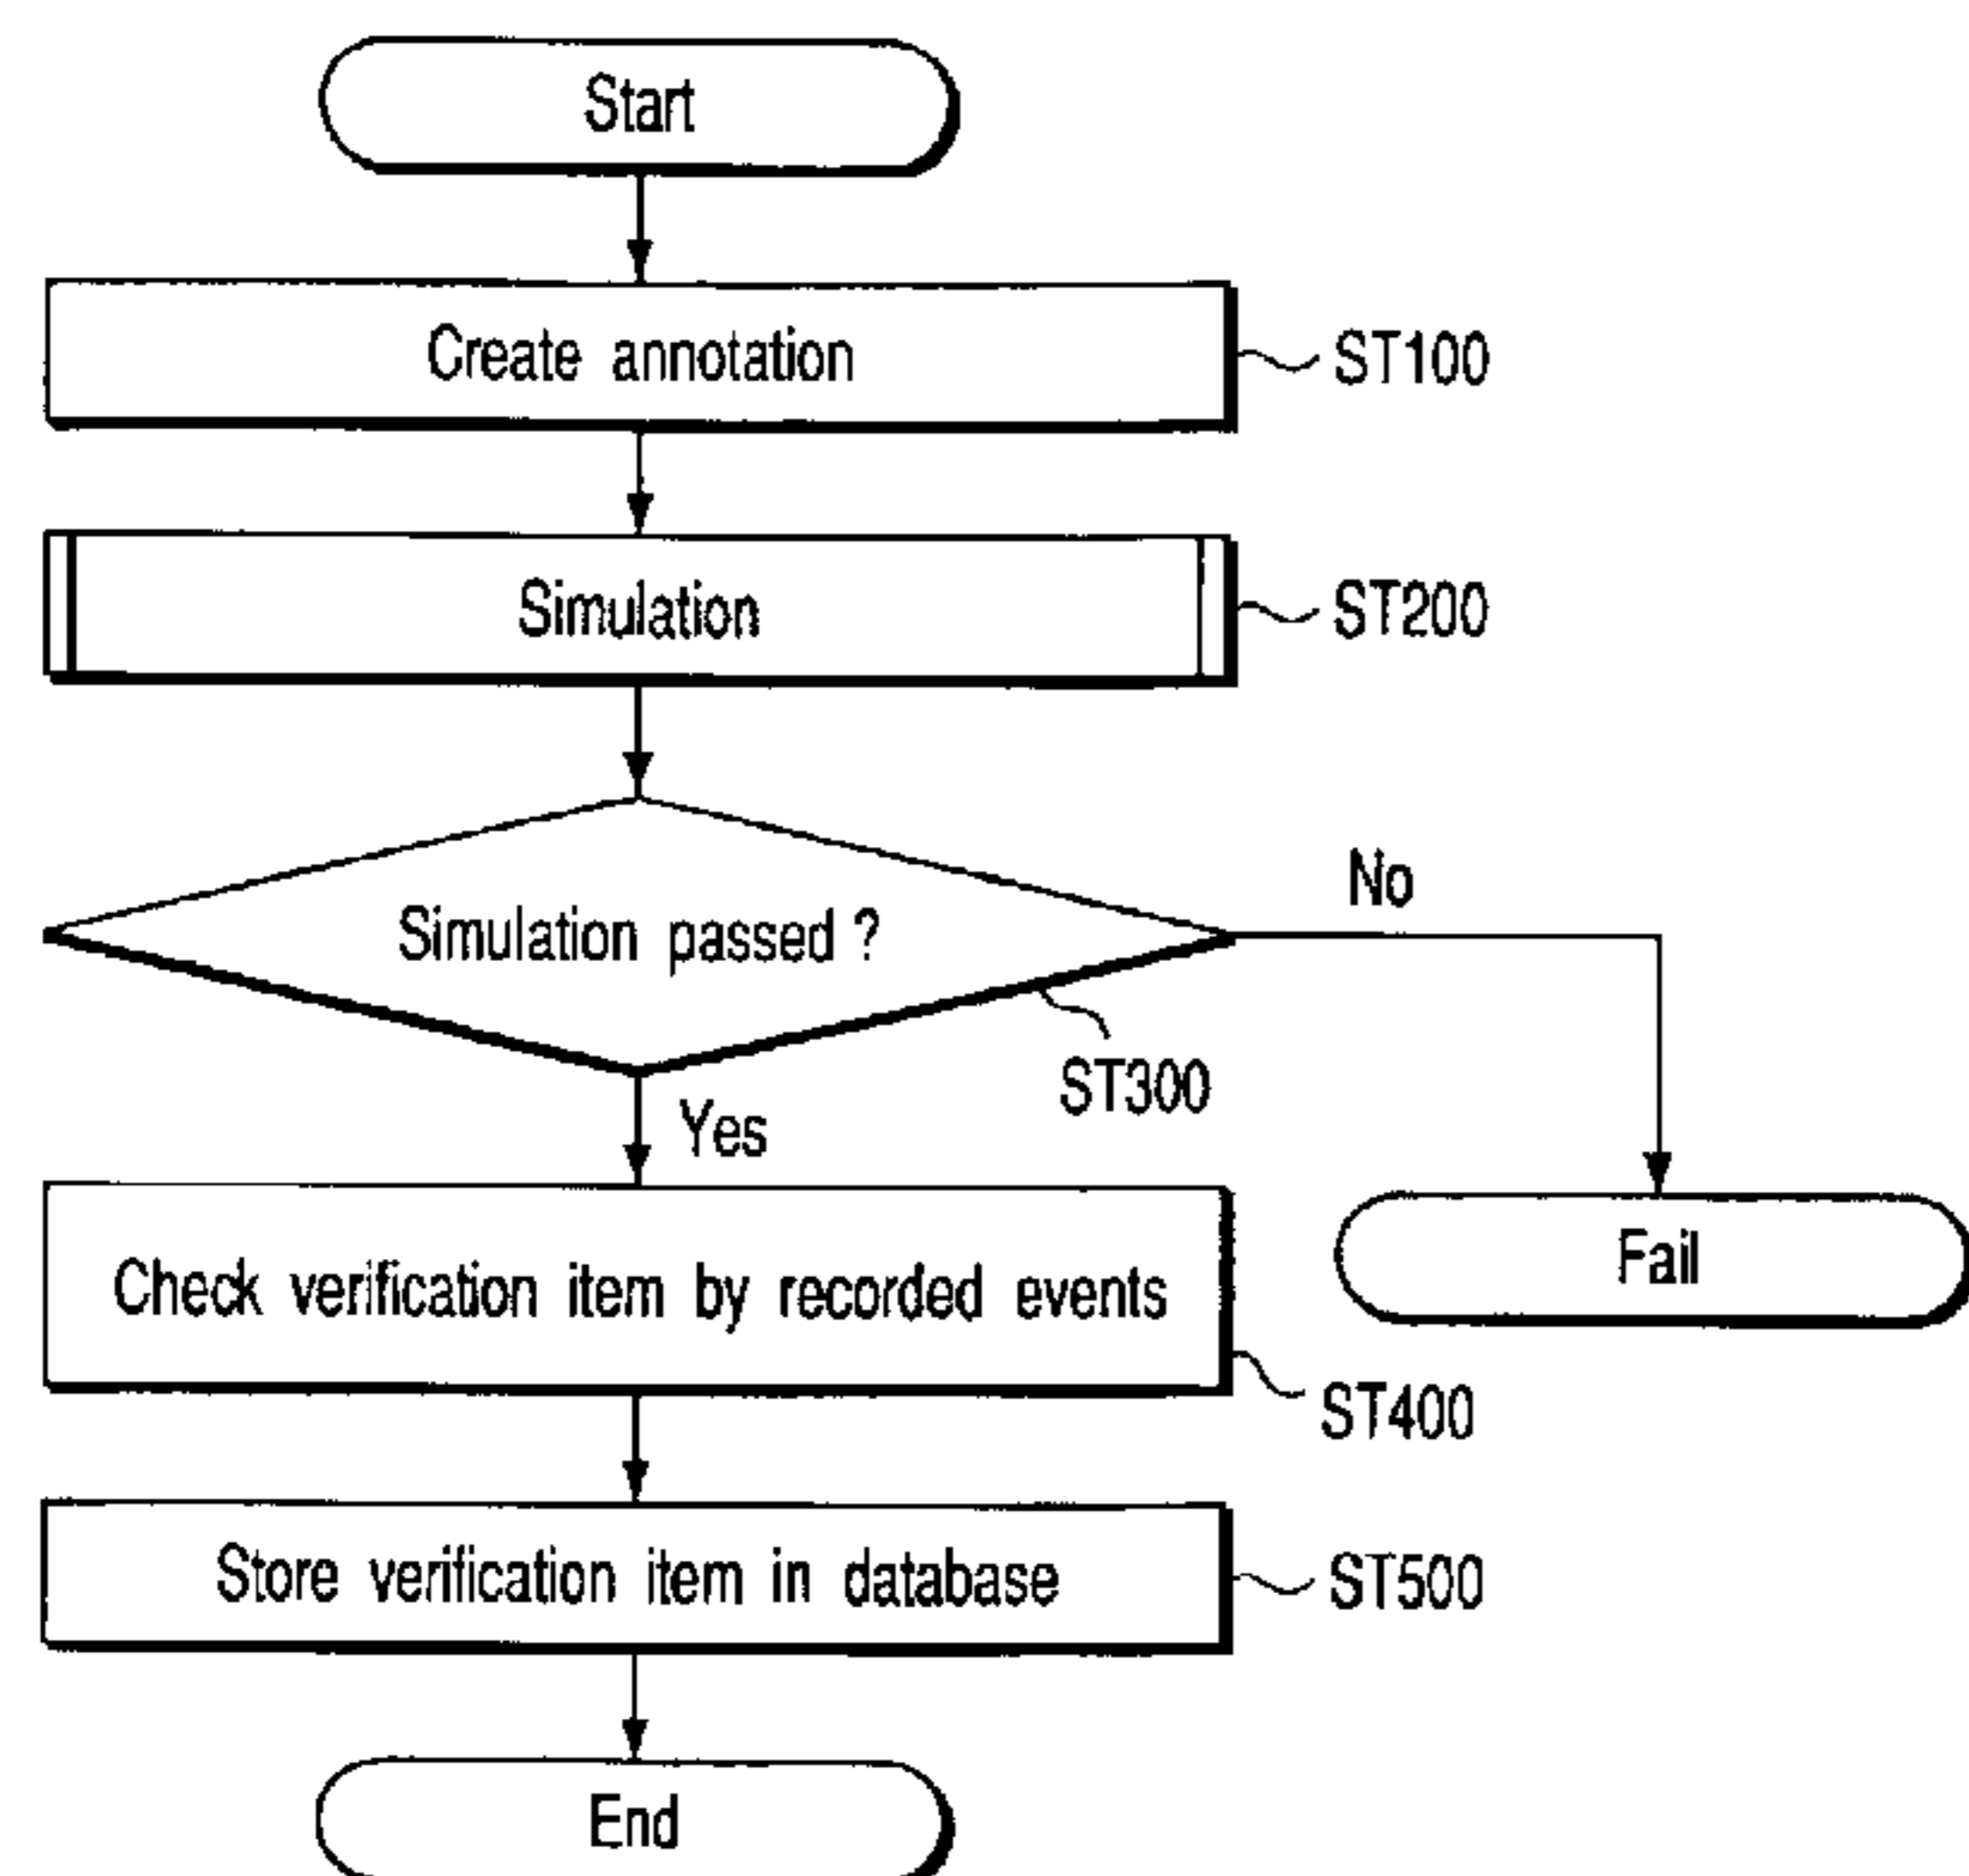 Start
Create annotation
ST100
Simulation
ST200
Simulation passed ?
No
ST300
Yes
Check verification item by recorded events
Fail
ST400
Store verification item in database
ST500
End